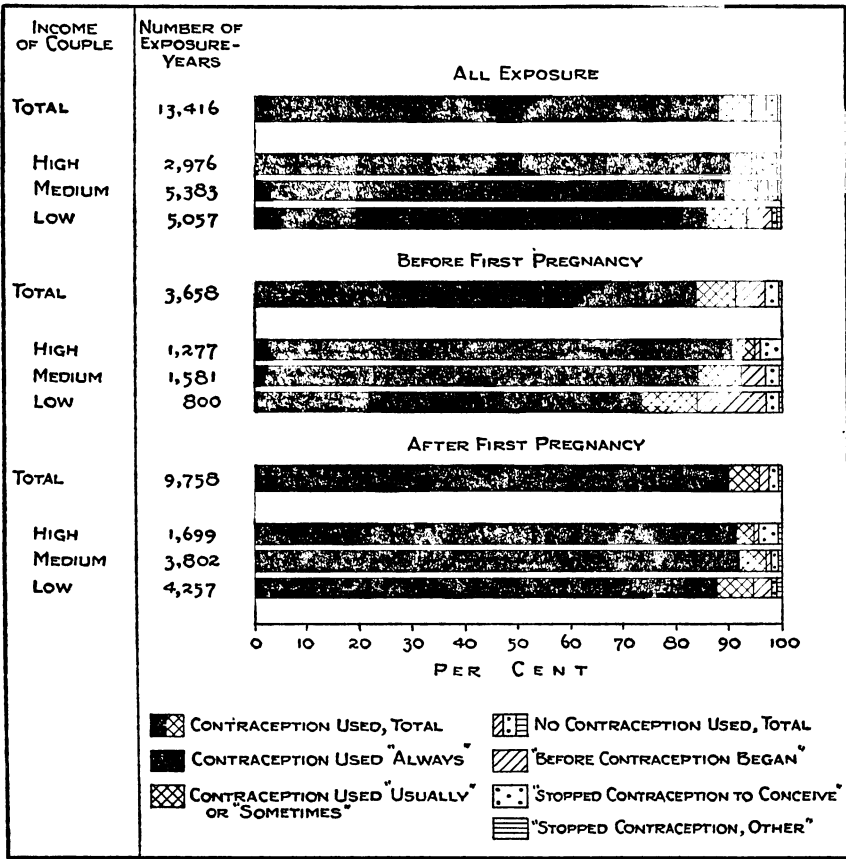 INCOME OF COUPLE
NUMBER OF EXPOSURE-YEARS
ALL EXPOSURE
TOTAL 13,416
HIGH 2,976
MEDIUM 5,383
LOW 5,057
BEFORE FIRST PREGNANCY
TOTAL 3,658
HIGH 1,277
MEDIUM 1,581
LOW 800
AFTER FIRST PREGNANCY
TOTAL 9,758
HIGH 1,699
MEDIUM 3,802
LOW 4,257
0 10 20 30 40 50 60 70 80 90 100
PER CENT
CONTRACEPTION USED, TOTAL
CONTRACEPTION USED "ALWAYS"
CONTRACEPTION USED "USUALLY"
OR "SOMETIMES"
NO CONTRACEPTION USED, TOTAL
"BEFORE CONTRACEPTION BEGAN"
"STOPPED CONTRACEPTION TO CONCEIVE"
"STOPPED CONTRACEPTION, OTHER"